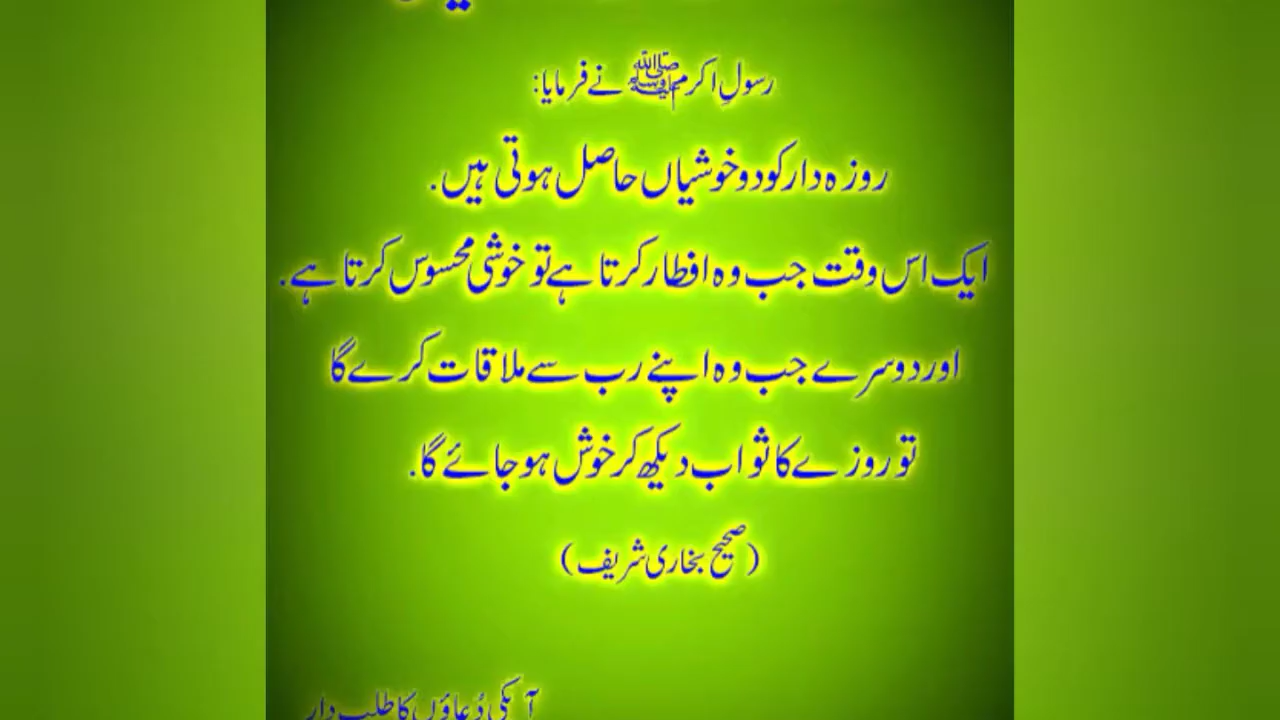 رسولِ اکرم ﷺ نے فرمایا:
روزہ دار کو دو خوشیاں حاصل ہوتی ہیں.
ایک اس وقت جب وہ افطار کرتا ہے تو خوشی محسوس کرتا ہے.
اور دوسرے جب وہ اپنے رب سے ملاقات کرے گا
تو روزے کا ثواب دیکھ کر خوش ہو جائے گا.
(صحیح بخاری شریف)
آپکی دُعاؤں کا طلب دار